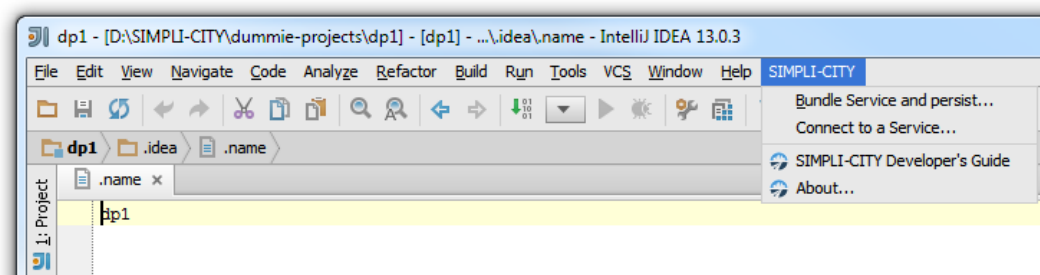 dp1 - [D:\SIMPLI-CITY\dummie-projects\dp1] - [dp1] - ...\.idea\.name - IntelliJ IDEA 13.0.3
File Edit View Navigate Code Analyze Refactor Build Run Tools VCS Window Help SIMPLI-CITY
Bundle Service and persist...
Connect to a Service...
SIMPLI-CITY Developer's Guide
About...
dp1 .idea .name
.name
1: Project
dp1